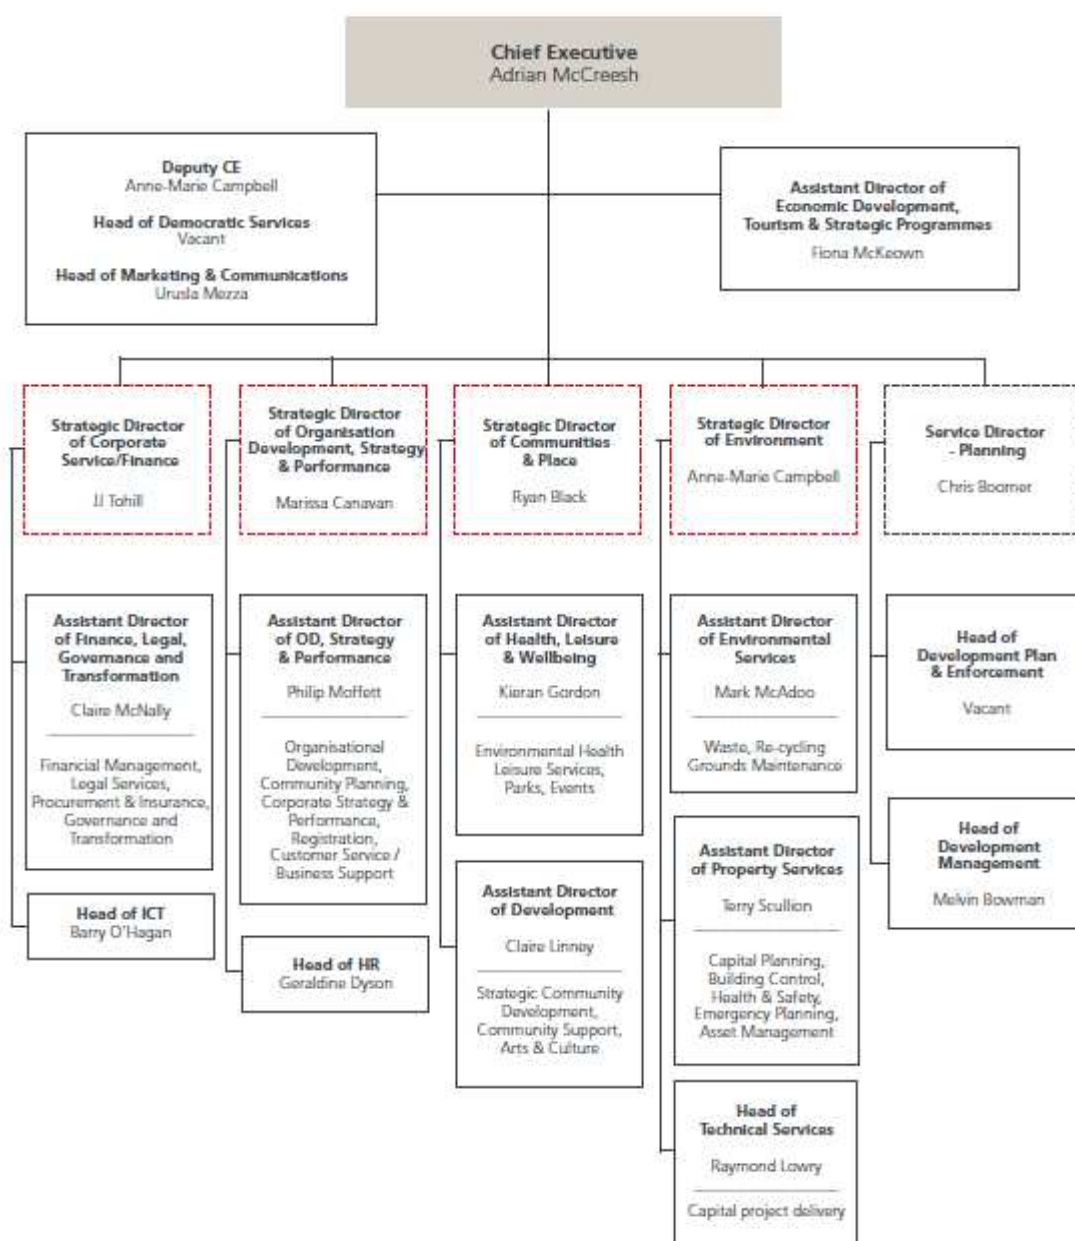 Chief Executive
Adrian McCreesh
Deputy CE
Anne-Marie Campbell
Head of Democratic Services
Vacant
Head of Marketing & Communications
Urusla Mezza
Assistant Director of
Economic Development,
Tourism & Strategic Programmes
Fiona McKeown
Strategic Director
of Corporate
Service/Finance
JJ Tohill
Strategic Director
of Organisation
Development, Strategy
& Performance
Marissa Canavan
Strategic Director
of Communities
& Place
Ryan Black
Strategic Director
of Environment
Anne-Marie Campbell
Service Director
- Planning
Chris Boomer
Assistant Director
of Finance, Legal,
Governance and
Transformation
Claire McNally
Financial Management,
Legal Services,
Procurement & Insurance,
Governance and
Transformation
Head of ICT
Barry O'Hagan
Assistant Director
of OD, Strategy
& Performance
Philip Moffett
Organisational
Development,
Community Planning,
Corporate Strategy &
Performance,
Registration,
Customer Service /
Business Support
Head of HR
Geraldine Dyson
Assistant Director
of Health, Leisure
& Wellbeing
Kieran Gordon
Environmental Health
Leisure Services,
Parks, Events
Assistant Director
of Development
Claire Linney
Strategic Community
Development,
Community Support,
Arts & Culture
Assistant Director
of Environmental
Services
Mark McAdoo
Waste, Re-cycling
Grounds Maintenance
Assistant Director
of Property Services
Terry Scullion
Capital Planning,
Building Control,
Health & Safety,
Emergency Planning,
Asset Management
Head of
Technical Services
Raymond Lowry
Capital project delivery
Head of
Development Plan
& Enforcement
Vacant
Head of
Development
Management
Melvin Bowman